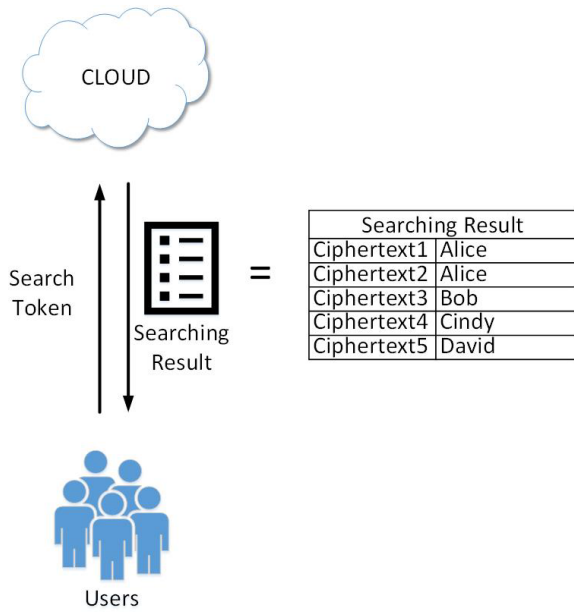 CLOUD
Search
Token
Searching
Result
=
Searching Result
Ciphertext1 Alice
Ciphertext2 Alice
Ciphertext3 Bob
Ciphertext4 Cindy
Ciphertext5 David
Users